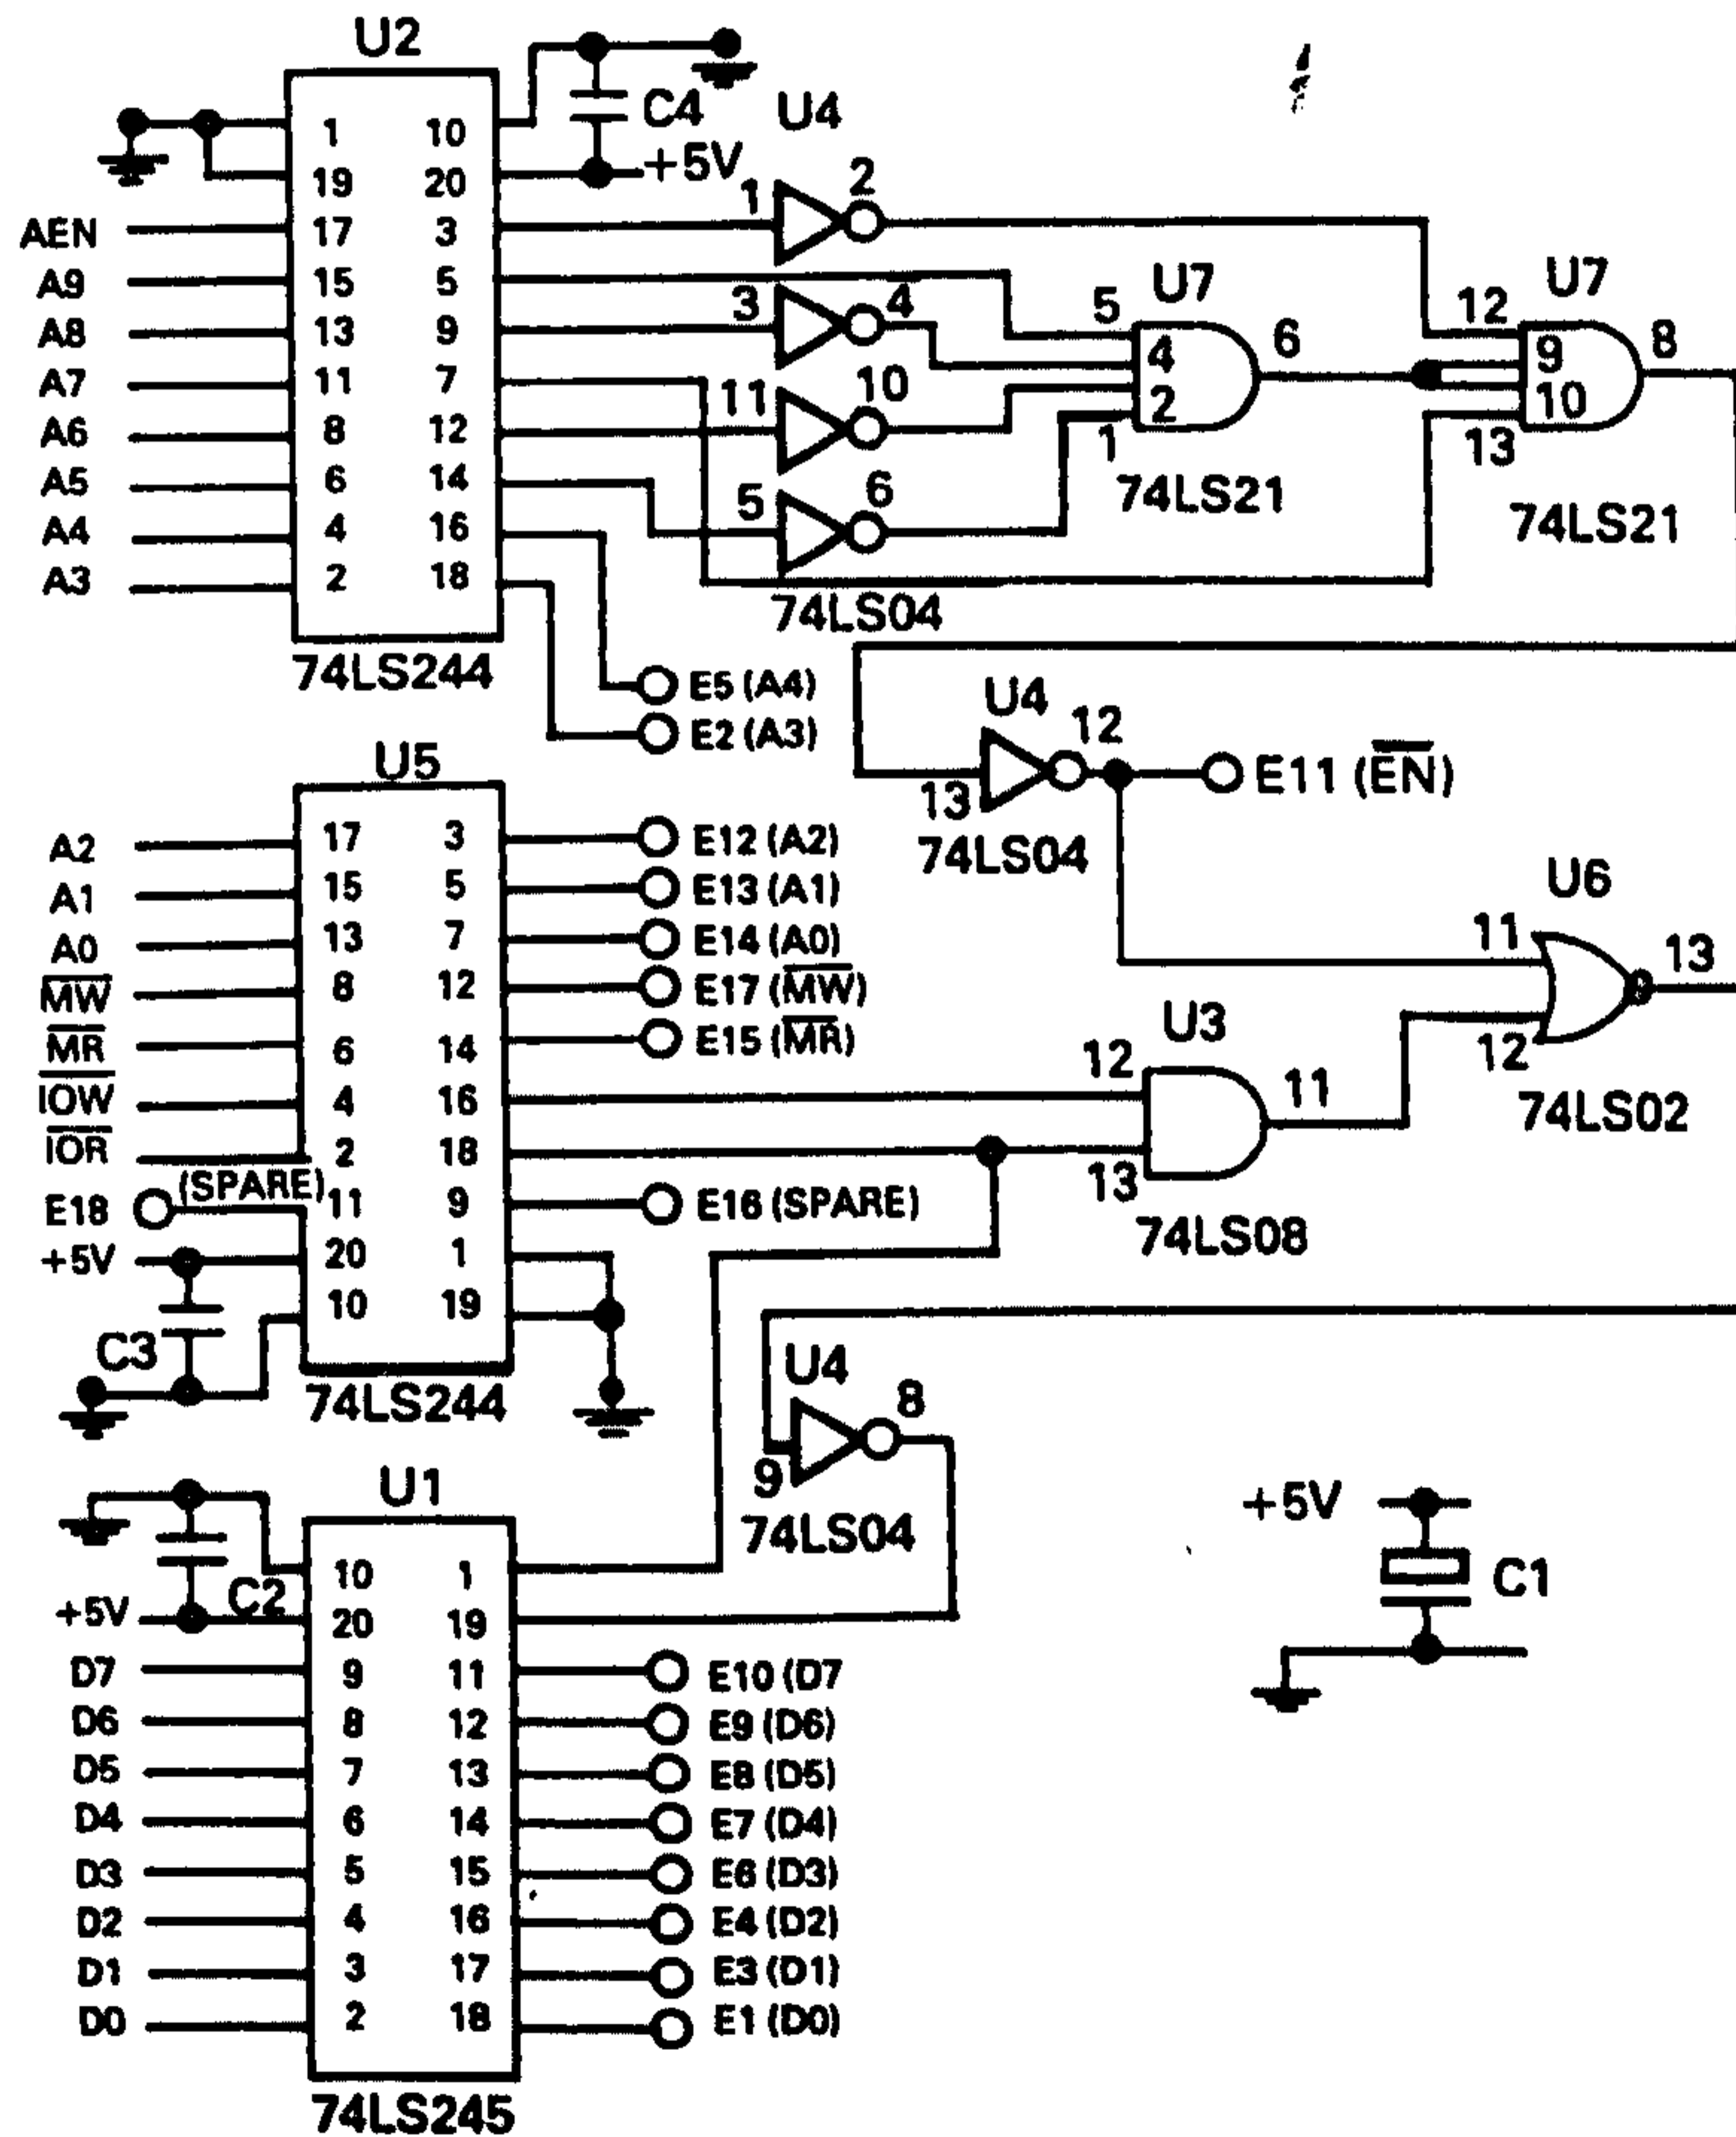 U2
1 10
19 20
C4
+5V
AEN 17 3
A9 15 5
A8 13 9
A7 11 7
A6 8 12
A5 6 14
A4 4 16
A3 2 18
74LS244
U4
1 2
3 4
11 10
5 6
74LS04
U7
5
4
2
1
6
74LS21
U7
12
9
10
13
8
74LS21
E5 (A4)
E2 (A3)
U4
13 12
74LS04
E11 (E̅N̅)
U5
A2 17 3 E12 (A2)
A1 15 5 E13 (A1)
A0 13 7 E14 (A0)
M̅W̅ 8 12 E17 (M̅W̅)
M̅R̅ 6 14 E15 (M̅R̅)
I̅O̅W̅ 4 16
I̅O̅R̅ 2 18
E18 (SPARE) 11 9 E16 (SPARE)
+5V 20 1
10 19
C3
74LS244
U3
12
13
11
74LS08
U6
11
12
13
74LS02
U4
9 8
74LS04
U1
10 1
C2
+5V 20 19
D7 9 11 E10 (D7
D6 8 12 E9 (D6)
D5 7 13 E8 (D5)
D4 6 14 E7 (D4)
D3 5 15 E6 (D3)
D2 4 16 E4 (D2)
D1 3 17 E3 (D1)
D0 2 18 E1 (D0)
74LS245
+5V
C1